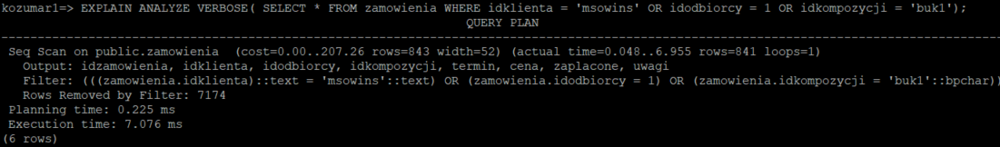 kozumar1=> EXPLAIN ANALYZE VERBOSE( SELECT * FROM zamowienia WHERE idklienta = 'msowins' OR idodbiorcy = 1 OR idkompozycji = 'buk1');
QUERY PLAN
Seq Scan on public.zamowienia  (cost=0.00..207.26 rows=843 width=52) (actual time=0.048..6.955 rows=841 loops=1)
Output: idzamowienia, idklienta, idodbiorcy, idkompozycji, termin, cena, zaplacone, uwagi
Filter: (((zamowienia.idklienta)::text = 'msowins'::text) OR (zamowienia.idodbiorcy = 1) OR (zamowienia.idkompozycji = 'buk1'::bpchar))
Rows Removed by Filter: 7174
Planning time: 0.225 ms
Execution time: 7.076 ms
(6 rows)